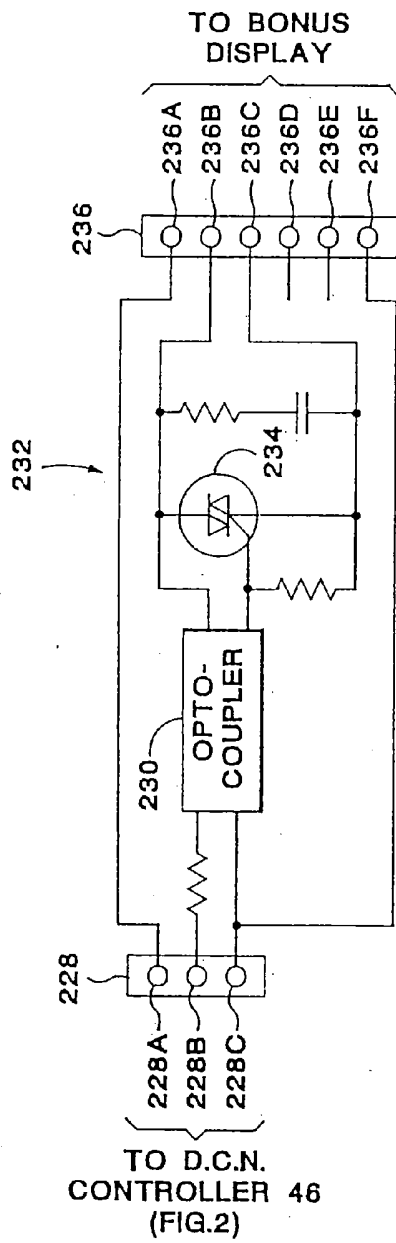 TO BONUS
DISPLAY
236
236A
236B
236C
236D
236E
236F
232
234
230
OPTO-
COUPLER
228
228A
228B
228C
TO D.C.N.
CONTROLLER 46
(FIG.2)